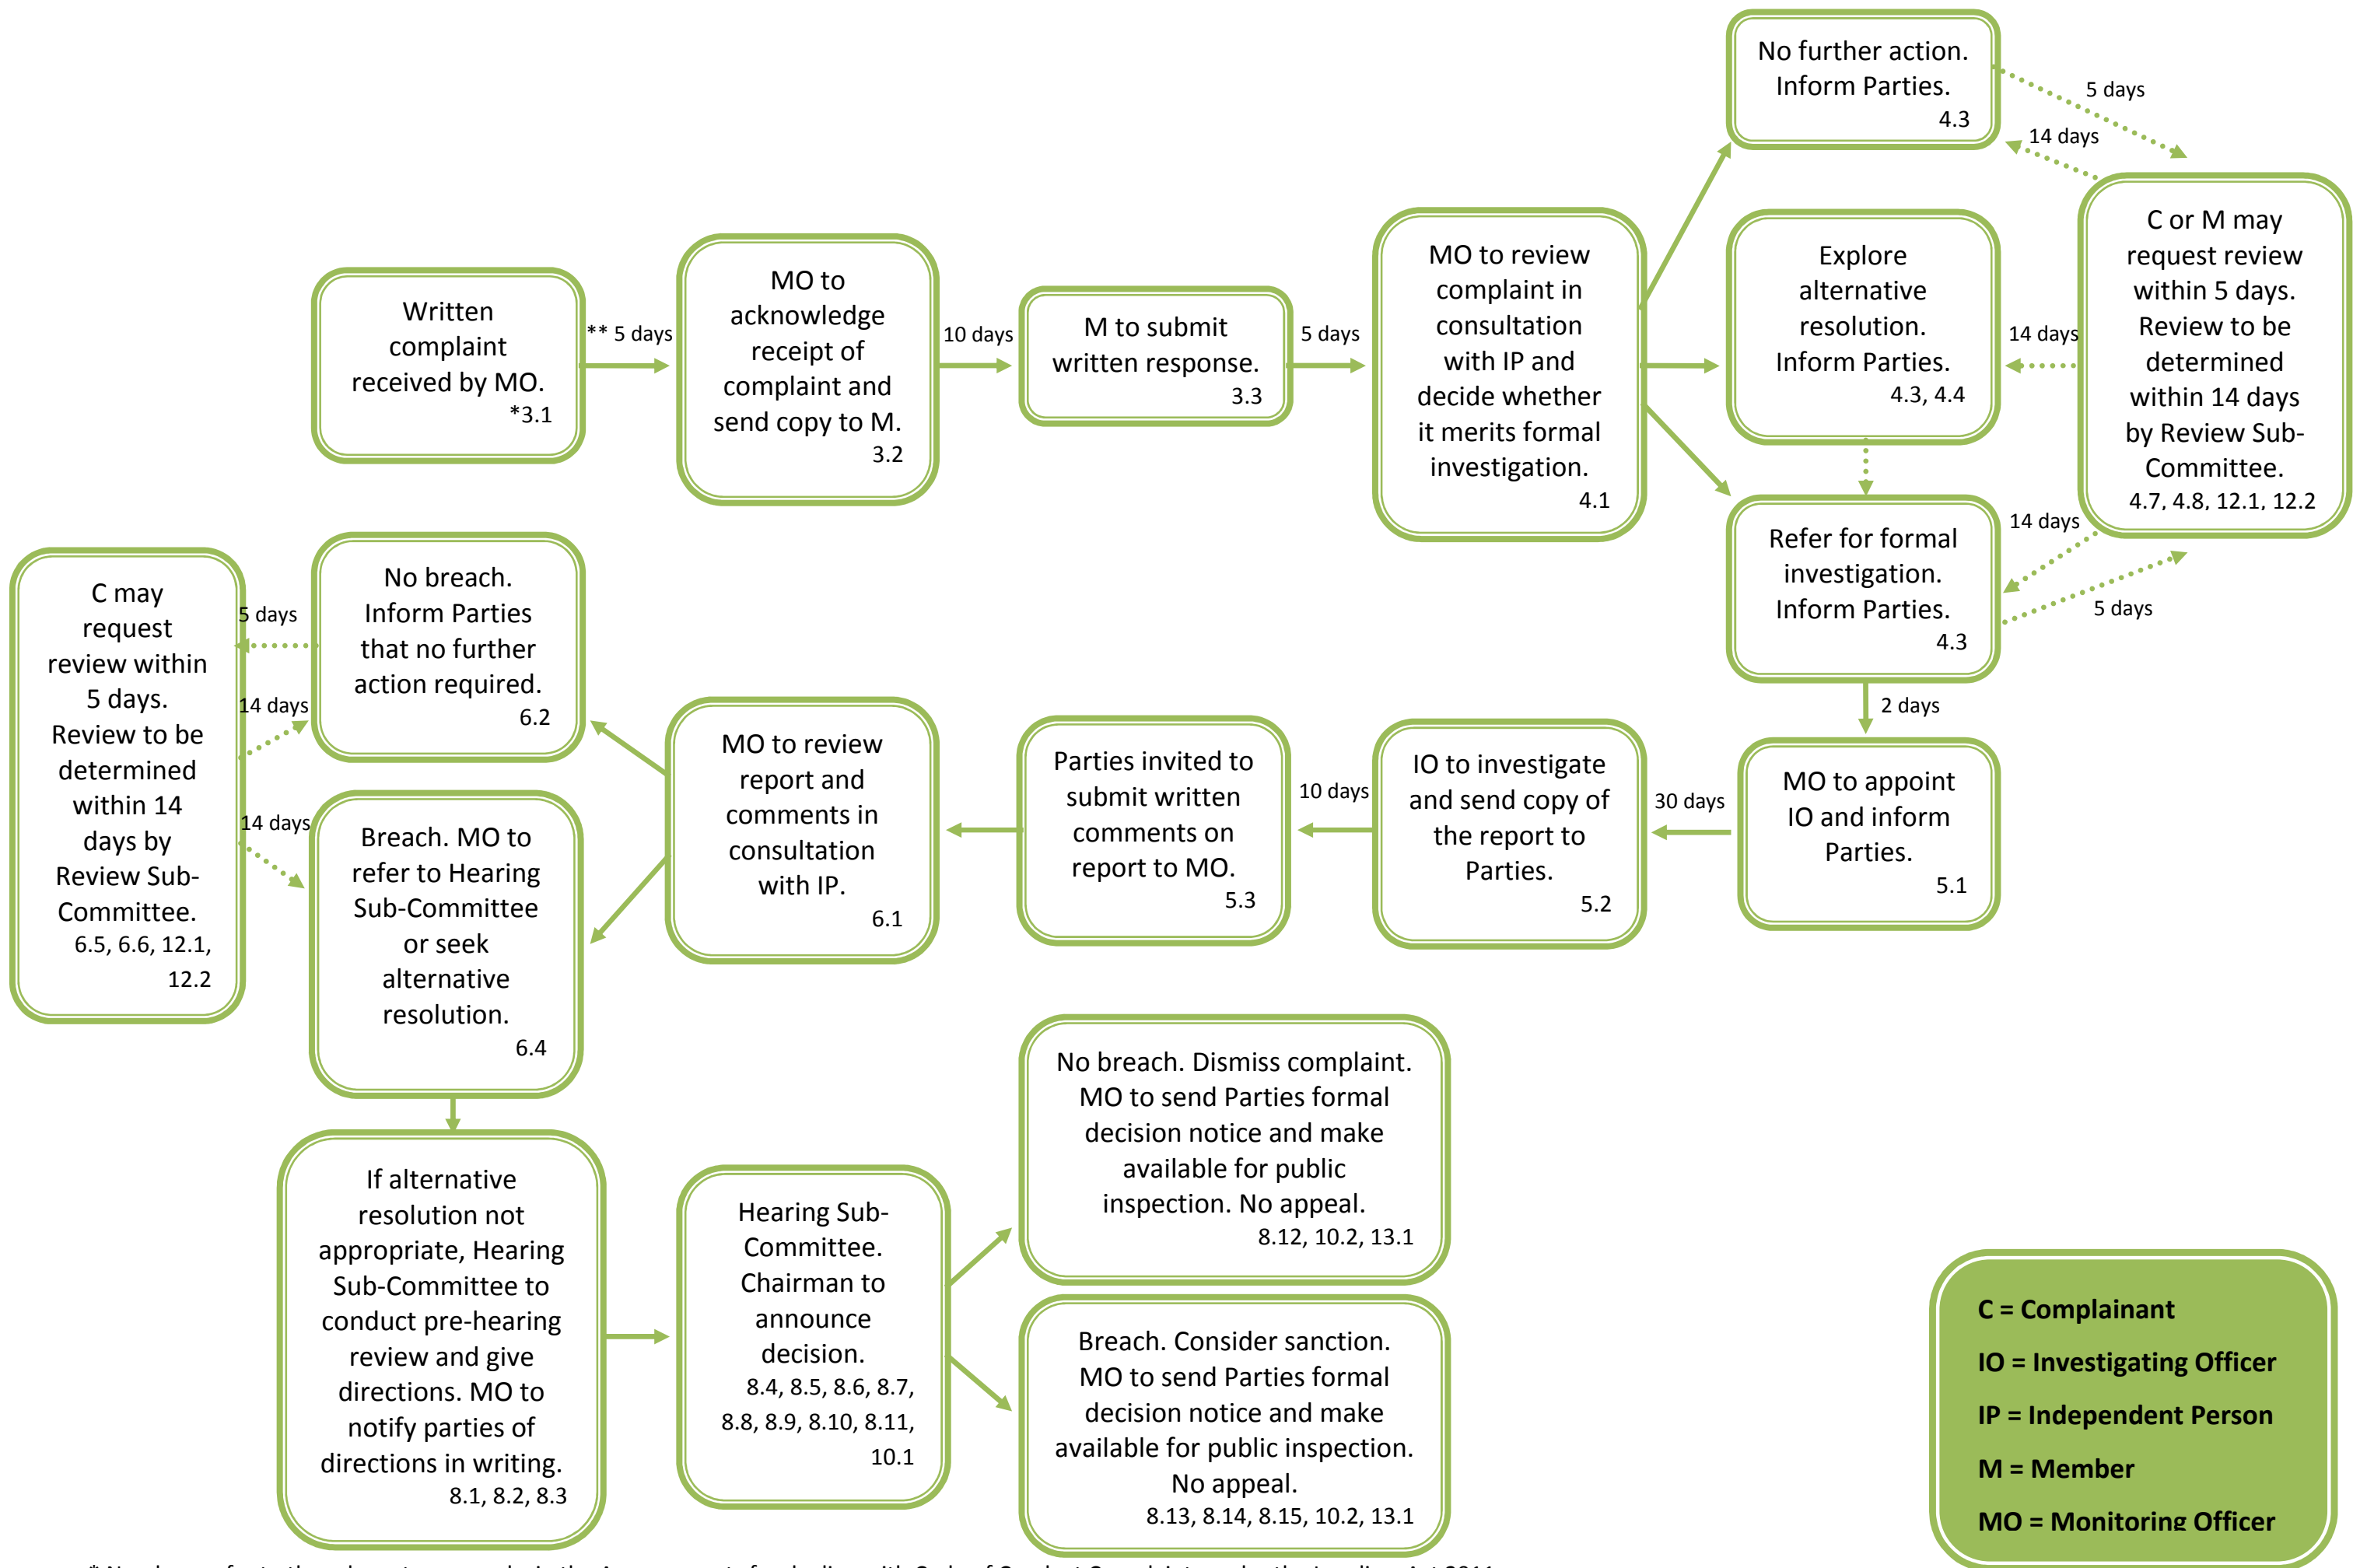 No further action.
Inform Parties.
4.3
5 days
14 days
Written
complaint
received by MO.
*3.1
** 5 days
MO to
acknowledge
receipt of
complaint and
send copy to M.
3.2
10 days
M to submit
written response.
3.3
5 days
MO to review
complaint in
consultation
with IP and
decide whether
it merits formal
investigation.
4.1
Explore
alternative
resolution.
Inform Parties.
4.3, 4.4
14 days
C or M may
request review
within 5 days.
Review to be
determined
within 14 days
by Review Sub-
Committee.
4.7, 4.8, 12.1, 12.2
Refer for formal
investigation.
Inform Parties.
4.3
14 days
5 days
2 days
C may
request
review within
5 days.
Review to be
determined
within 14
days by
Review Sub-
Committee.
6.5, 6.6, 12.1,
12.2
5 days
14 days
14 days
No breach.
Inform Parties
that no further
action required.
6.2
Breach. MO to
refer to Hearing
Sub-Committee
or seek
alternative
resolution.
6.4
MO to review
report and
comments in
consultation
with IP.
6.1
Parties invited to
submit written
comments on
report to MO.
5.3
10 days
IO to investigate
and send copy of
the report to
Parties.
5.2
30 days
MO to appoint
IO and inform
Parties.
5.1
If alternative
resolution not
appropriate, Hearing
Sub-Committee to
conduct pre-hearing
review and give
directions. MO to
notify parties of
directions in writing.
8.1, 8.2, 8.3
Hearing Sub-
Committee.
Chairman to
announce
decision.
8.4, 8.5, 8.6, 8.7,
8.8, 8.9, 8.10, 8.11,
10.1
No breach. Dismiss complaint.
MO to send Parties formal
decision notice and make
available for public
inspection. No appeal.
8.12, 10.2, 13.1
Breach. Consider sanction.
MO to send Parties formal
decision notice and make
available for public inspection.
No appeal.
8.13, 8.14, 8.15, 10.2, 13.1
C = Complainant
IO = Investigating Officer
IP = Independent Person
M = Member
MO = Monitoring Officer